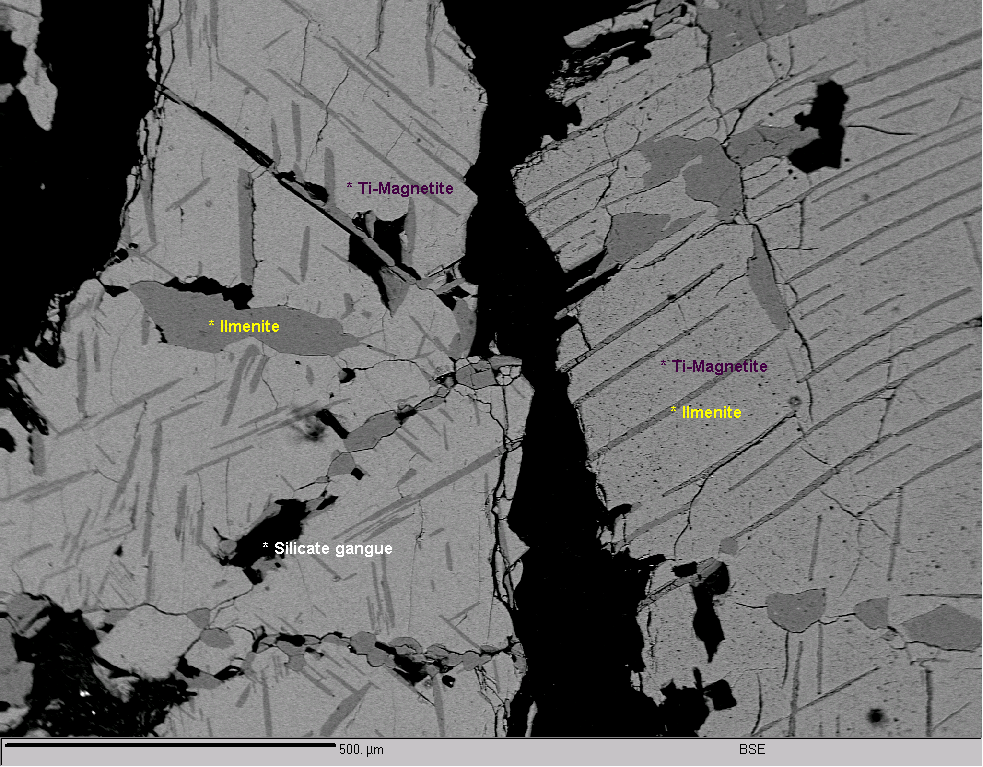 * Ti-Magnetite
* Ilmenite
* Ti-Magnetite
* Ilmenite
* Silicate gangue
500. µm BSE